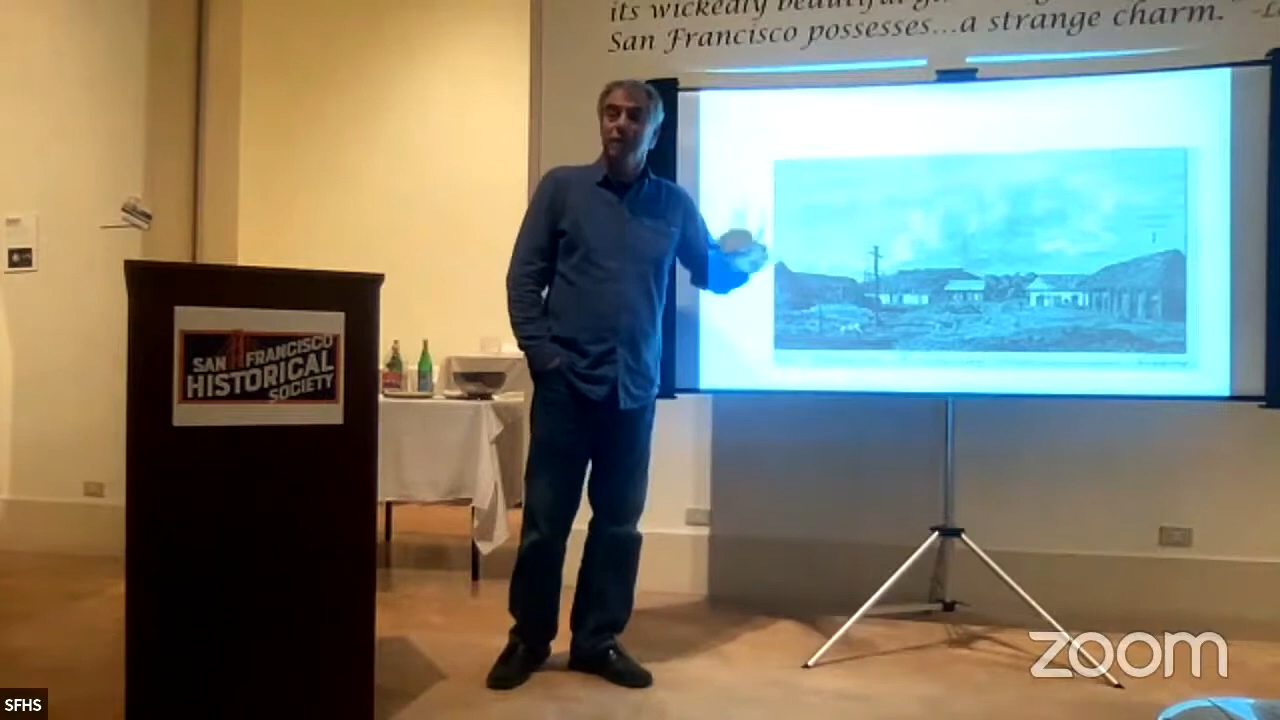 its wickedly beautiful
San Francisco possesses...a strange charm.
SAN FRANCISCO
HISTORICAL
SOCIETY
zoom
SFHS